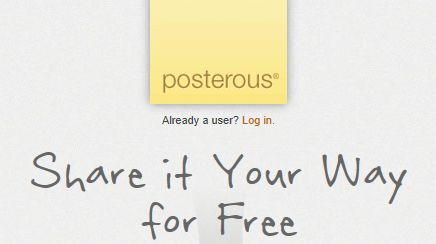 posterous®
Already a user? Log in.
Share it Your Way
for Free